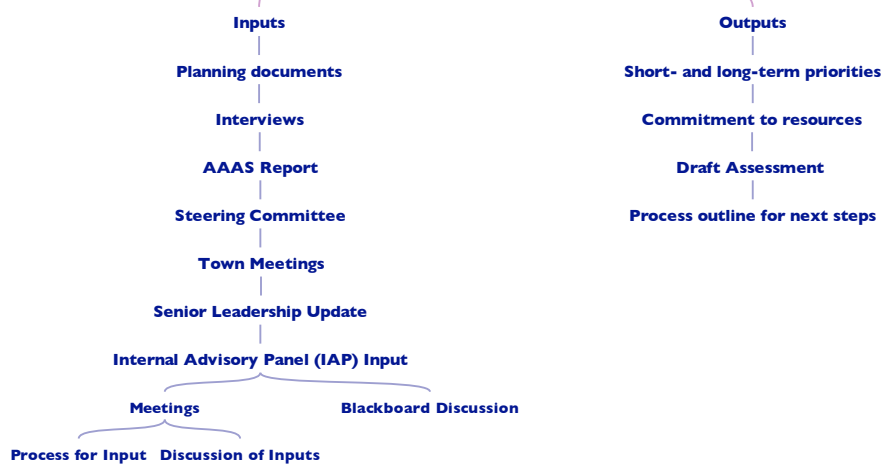 Inputs
Outputs
Planning documents
Short- and long-term priorities
Interviews
Commitment to resources
AAAS Report
Draft Assessment
Steering Committee
Process outline for next steps
Town Meetings
Senior Leadership Update
Internal Advisory Panel (IAP) Input
Meetings
Blackboard Discussion
Process for Input
Discussion of Inputs